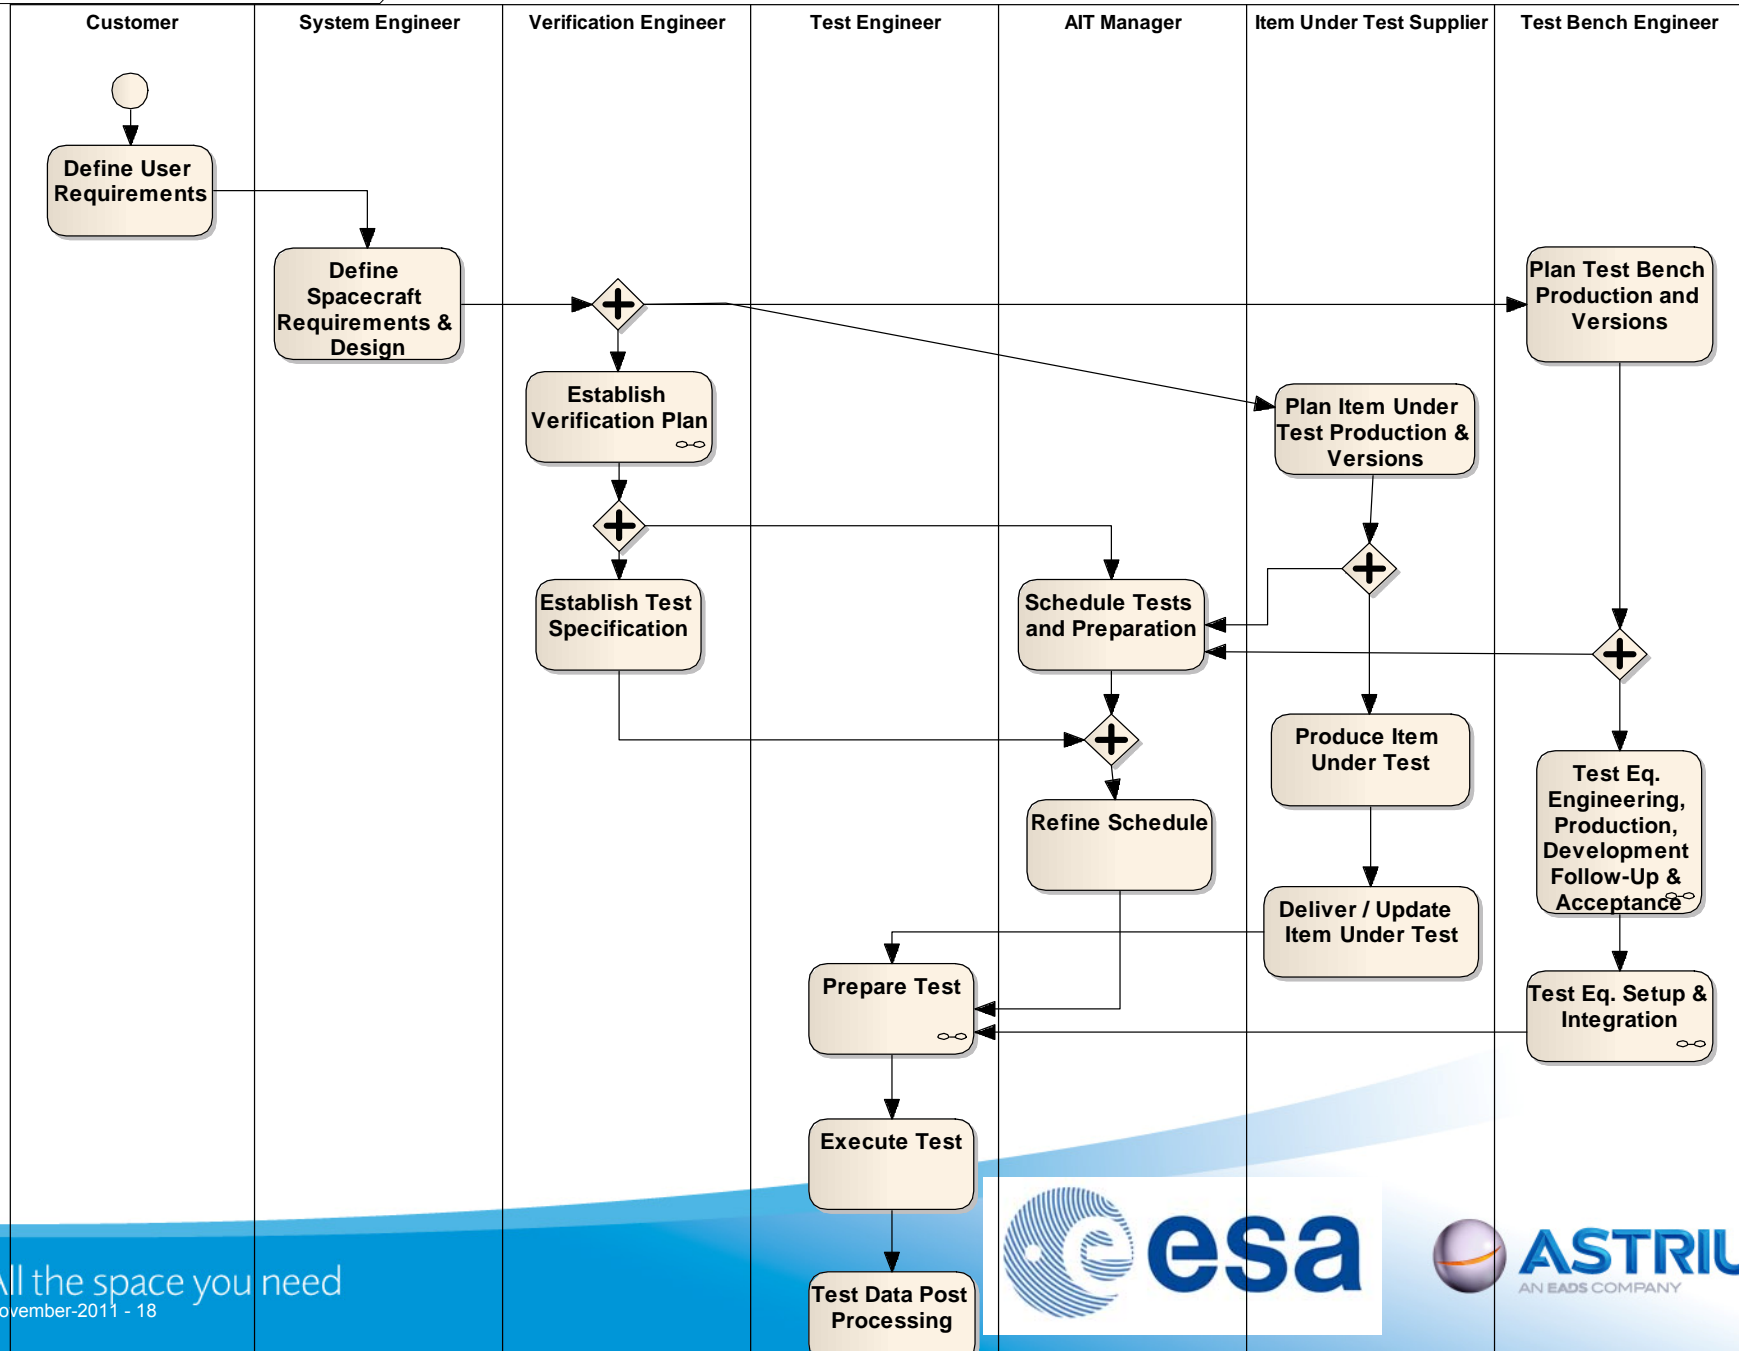 Customer
System Engineer
Verification Engineer
Test Engineer
AIT Manager
Item Under Test Supplier
Test Bench Engineer
Define User
Requirements
Define
Spacecraft
Requirements &
Design
Plan Test Bench
Production and
Versions
Establish
Verification Plan
Plan Item Under
Test Production &
Versions
Establish Test
Specification
Schedule Tests
and Preparation
Produce Item
Under Test
Test Eq.
Engineering,
Production,
Development
Follow-Up &
Acceptance
Refine Schedule
Deliver / Update
Item Under Test
Prepare Test
Test Eq. Setup &
Integration
Execute Test
Test Data Post
Processing
All the space you need
ovember-2011 - 18
esa
ASTRIU
AN EADS COMPANY